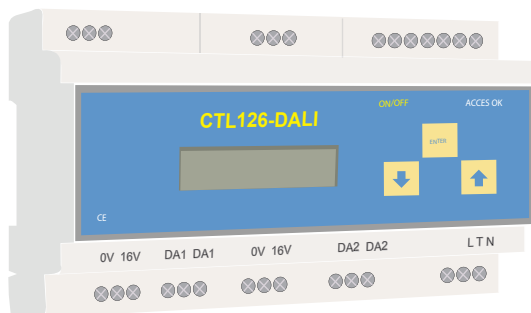 ON/OFF ACCES OK
CTL126-DALI
ENTER
CE
0V 16V DA1 DA1 0V 16V DA2 DA2 L T N